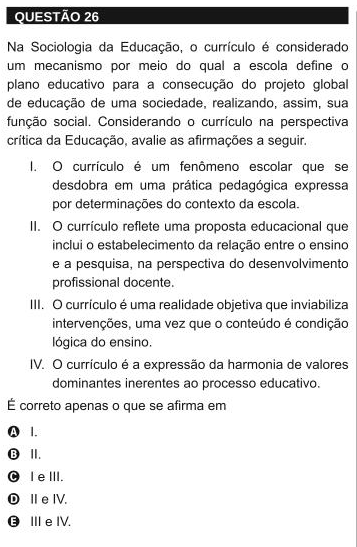 QUESTÃO 26
Na Sociologia da Educação, o currículo é considerado
um mecanismo por meio do qual a escola define o
plano educativo para a consecução do projeto global
de educação de uma sociedade, realizando, assim, sua
função social. Considerando o currículo na perspectiva
crítica da Educação, avalie as afirmações a seguir.
I. O currículo é um fenômeno escolar que se
desdobra em uma prática pedagógica expressa
por determinações do contexto da escola.
II. O currículo reflete uma proposta educacional que
inclui o estabelecimento da relação entre o ensino
e a pesquisa, na perspectiva do desenvolvimento
profissional docente.
III. O currículo é uma realidade objetiva que inviabiliza
intervenções, uma vez que o conteúdo é condição
lógica do ensino.
IV. O currículo é a expressão da harmonia de valores
dominantes inerentes ao processo educativo.
É correto apenas o que se afirma em
A I.
B II.
C I e III.
D II e IV.
E III e IV.